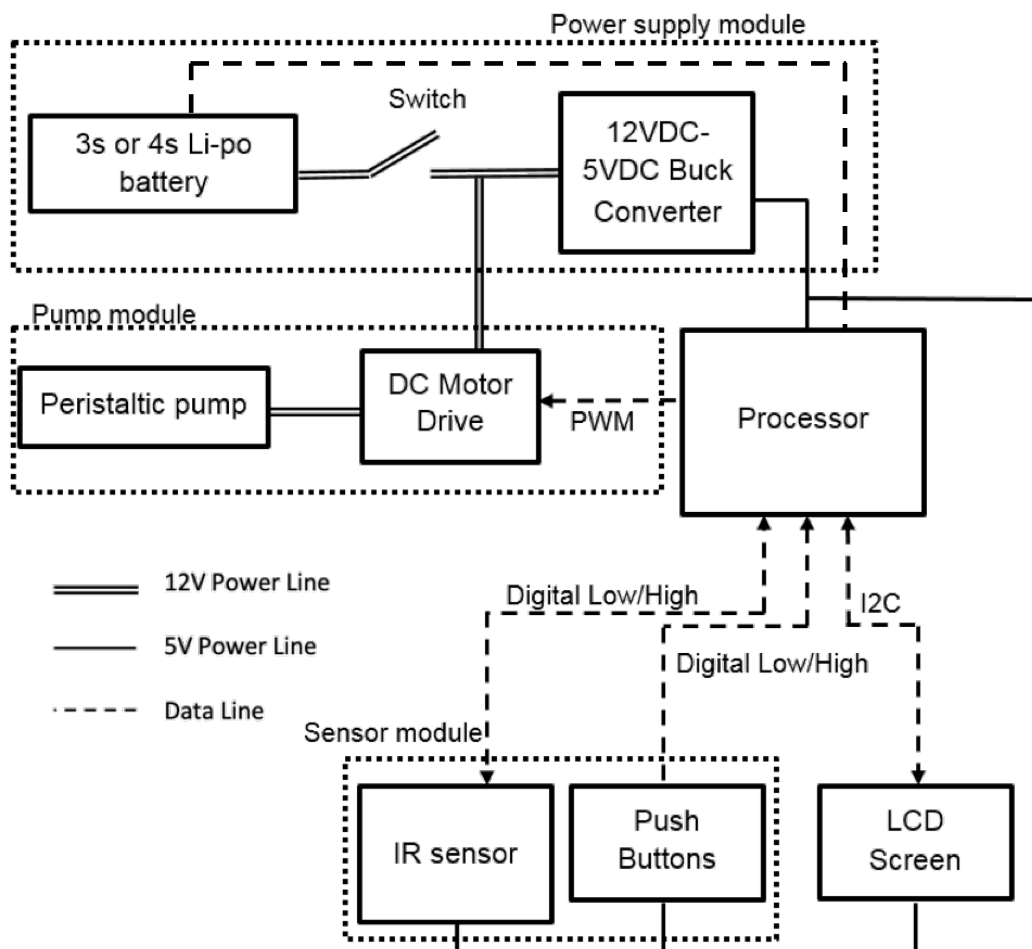 Power supply module
Switch
3s or 4s Li-po
battery
12VDC-
5VDC Buck
Converter
Pump module
Peristaltic pump
DC Motor
Drive
PWM
Processor
12V Power Line
5V Power Line
Data Line
Digital Low/High
I2C
Digital Low/High
Sensor module
IR sensor
Push
Buttons
LCD
Screen